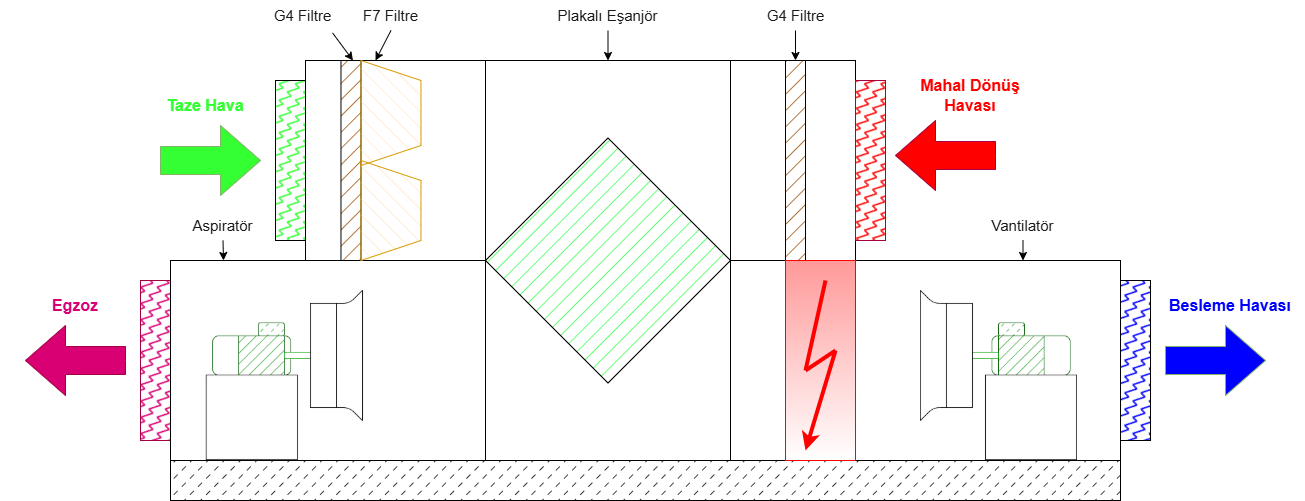 G4 Filtre
F7 Filtre
Plakalı Eşanjör
G4 Filtre
Taze Hava
Mahal Dönüş
Havası
Aspiratör
Vantilatör
Egzoz
Besleme Havası